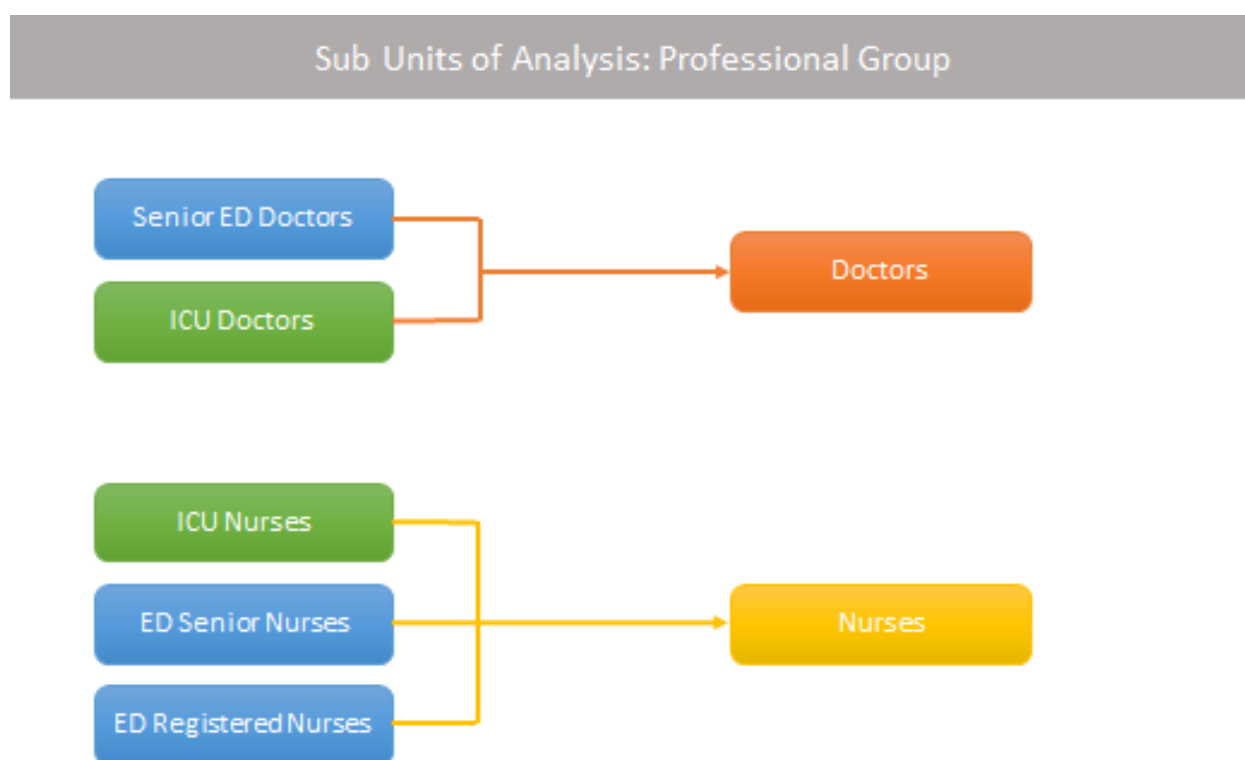 Sub Units of Analysis: Professional Group
Senior ED Doctors
ICU Doctors
Doctors
ICU Nurses
ED Senior Nurses
ED Registered Nurses
Nurses